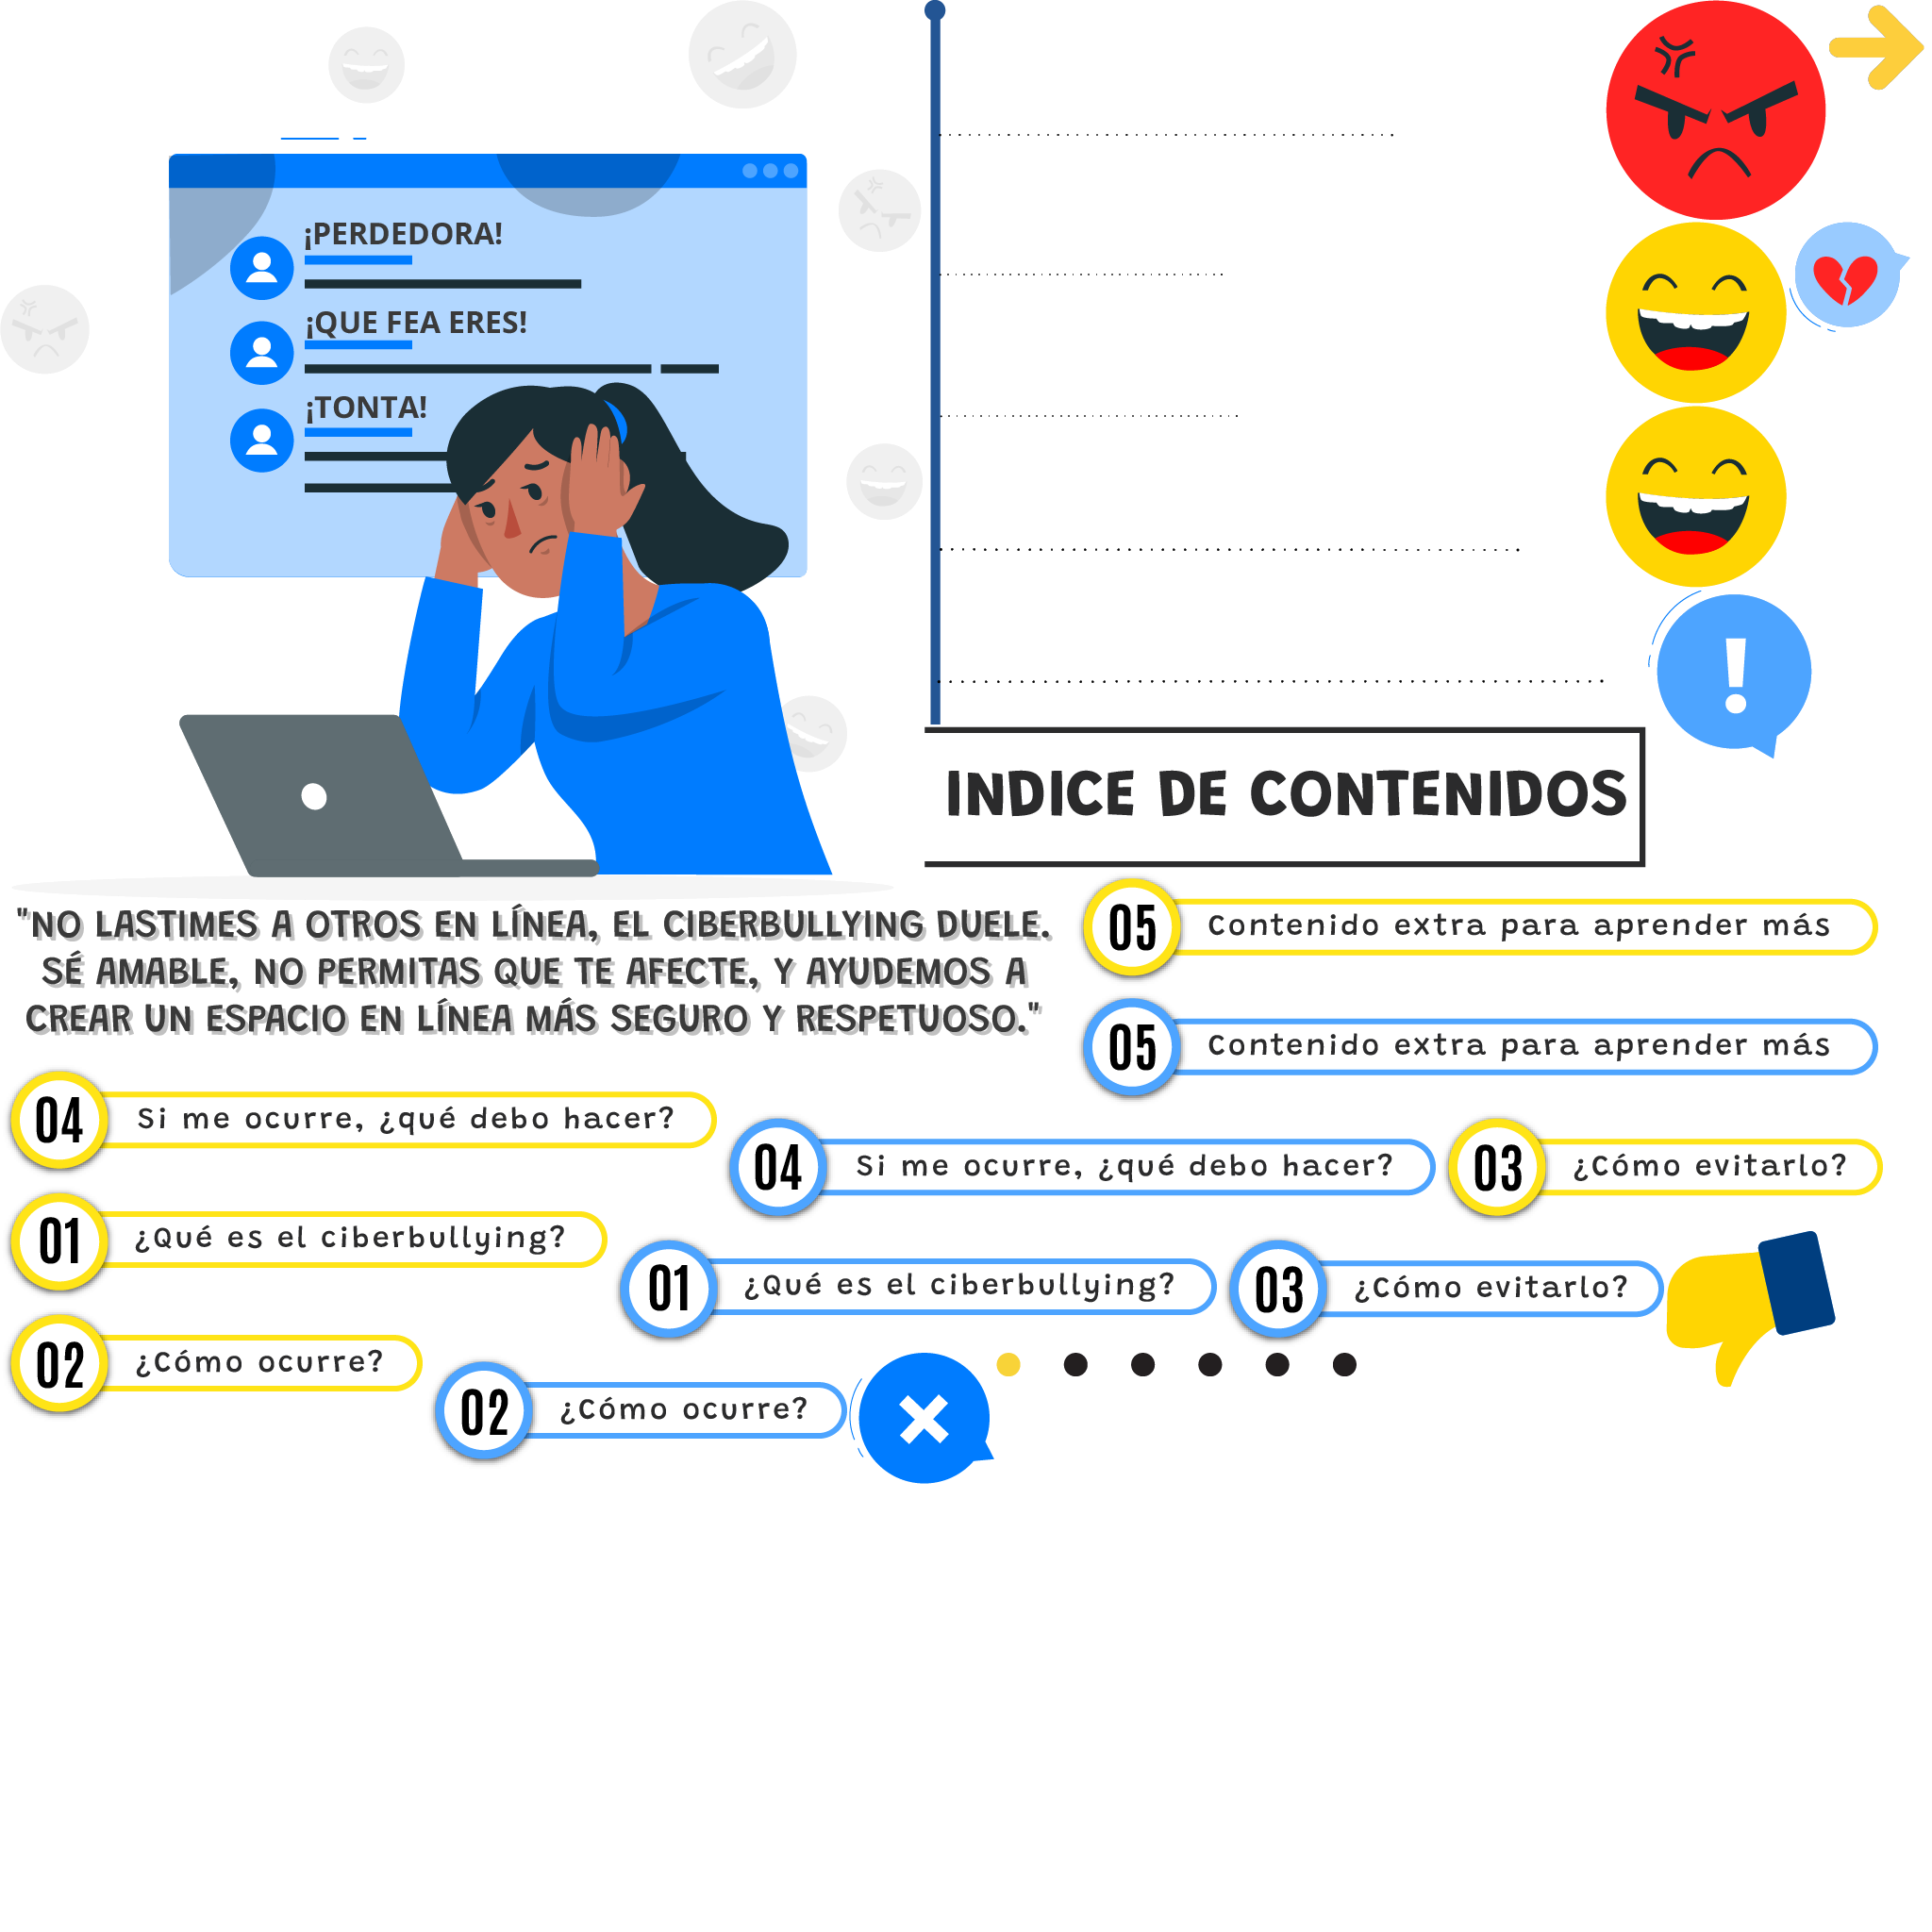 ¡PERDEDORA!
¡QUE FEA ERES!
¡TONTA!
!
INDICE DE CONTENIDOS
"NO LASTIMES A OTROS EN LÍNEA, EL CIBERBULLYING DUELE.
SÉ AMABLE, NO PERMITAS QUE TE AFECTE, Y AYUDEMOS A
CREAR UN ESPACIO EN LÍNEA MÁS SEGURO Y RESPETUOSO."
05 Contenido extra para aprender más
05 Contenido extra para aprender más
04 Si me ocurre, ¿qué debo hacer?
04 Si me ocurre, ¿qué debo hacer?
03 ¿Cómo evitarlo?
01 ¿Qué es el ciberbullying?
01 ¿Qué es el ciberbullying?
03 ¿Cómo evitarlo?
02 ¿Cómo ocurre?
02 ¿Cómo ocurre?